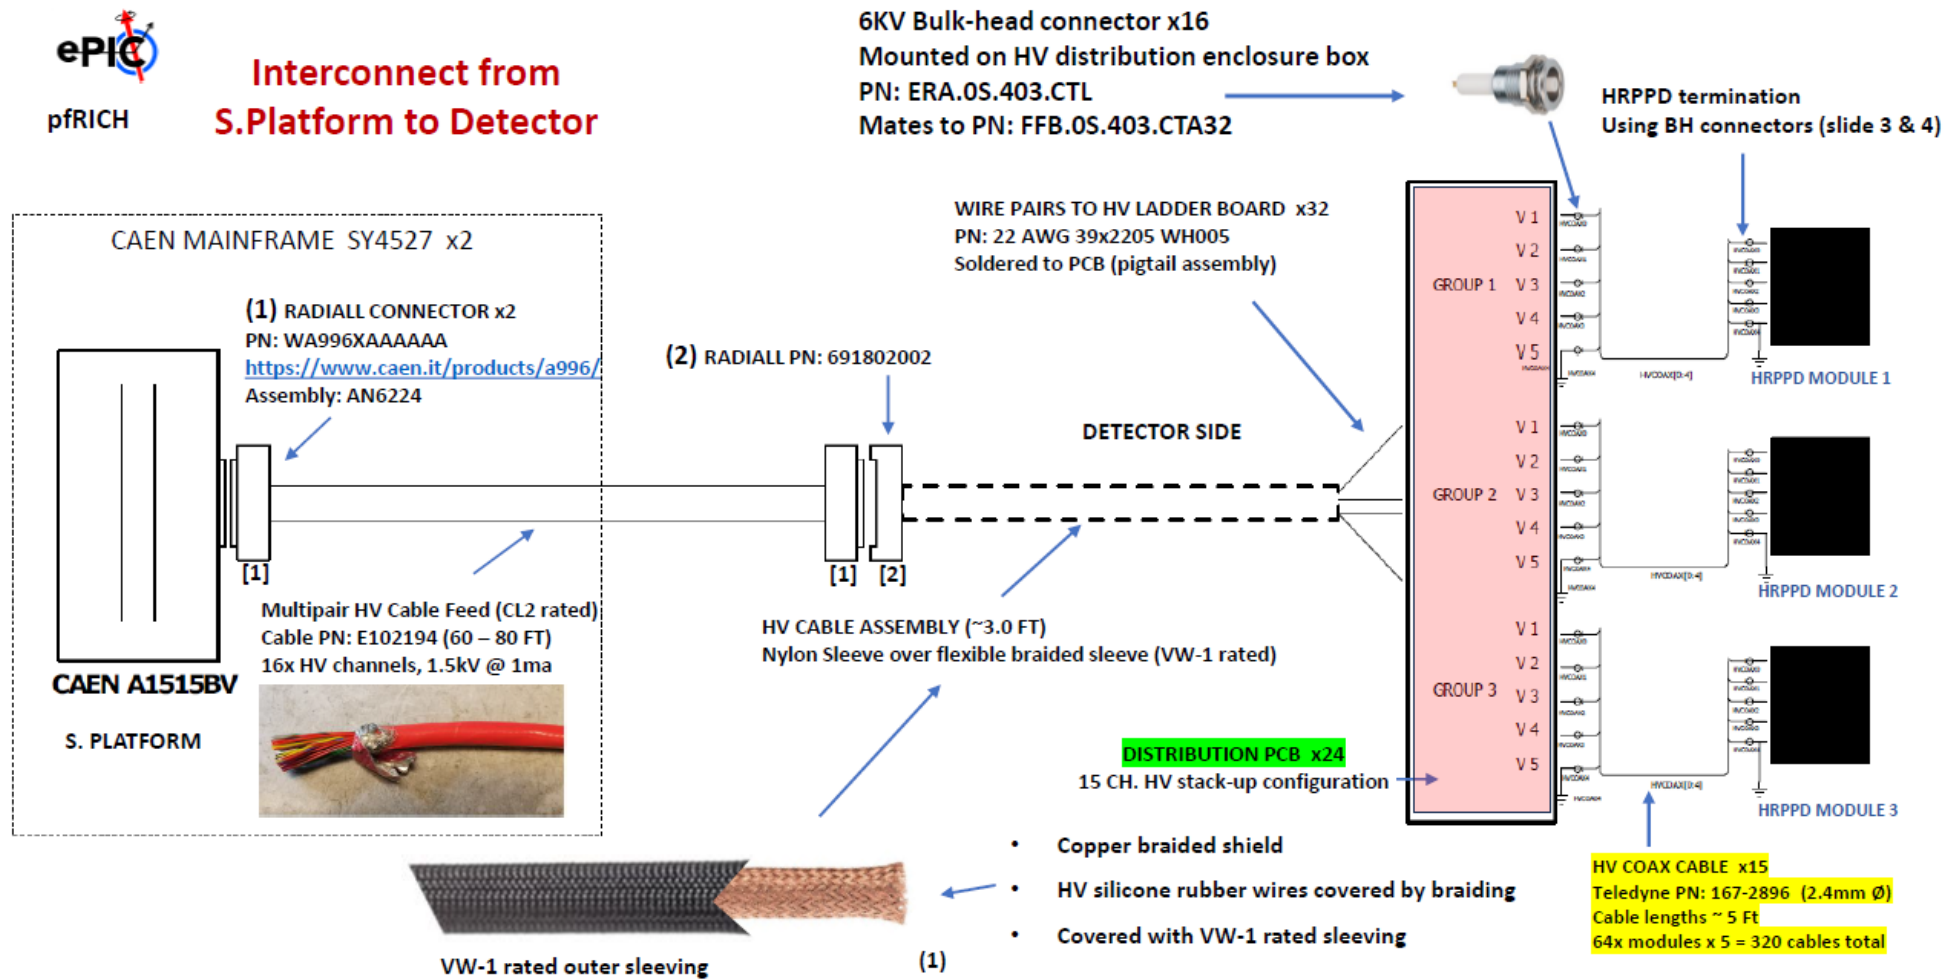 ePIC
pfRICH
Interconnect from
S.Platform to Detector
6KV Bulk-head connector x16
Mounted on HV distribution enclosure box
PN: ERA.0S.403.CTL
Mates to PN: FFB.0S.403.CTA32
HRPPD termination
Using BH connectors (slide 3 & 4)
CAEN MAINFRAME SY4527 x2
(1) RADIALL CONNECTOR x2
PN: WA996XAAAAAA
https://www.caen.it/products/a996/
Assembly: AN6224
CAEN A1515BV
S. PLATFORM
[1]
Multipair HV Cable Feed (CL2 rated)
Cable PN: E102194 (60 – 80 FT)
16x HV channels, 1.5kV @ 1ma
(2) RADIALL PN: 691802002
[1]
[2]
WIRE PAIRS TO HV LADDER BOARD x32
PN: 22 AWG 39x2205 WH005
Soldered to PCB (pigtail assembly)
DETECTOR SIDE
HV CABLE ASSEMBLY (~3.0 FT)
Nylon Sleeve over flexible braided sleeve (VW-1 rated)
DISTRIBUTION PCB x24
15 CH. HV stack-up configuration
GROUP 1
V 1
V 2
V 3
V 4
V 5
HVCOAX[0:4]
HRPPD MODULE 1
GROUP 2
V 1
V 2
V 3
V 4
V 5
HVCOAX[0:4]
HRPPD MODULE 2
GROUP 3
V 1
V 2
V 3
V 4
V 5
HVCOAX[0:4]
HRPPD MODULE 3
• Copper braided shield
• HV silicone rubber wires covered by braiding
• Covered with VW-1 rated sleeving
VW-1 rated outer sleeving
(1)
HV COAX CABLE x15
Teledyne PN: 167-2896 (2.4mm Ø)
Cable lengths ~ 5 Ft
64x modules x 5 = 320 cables total